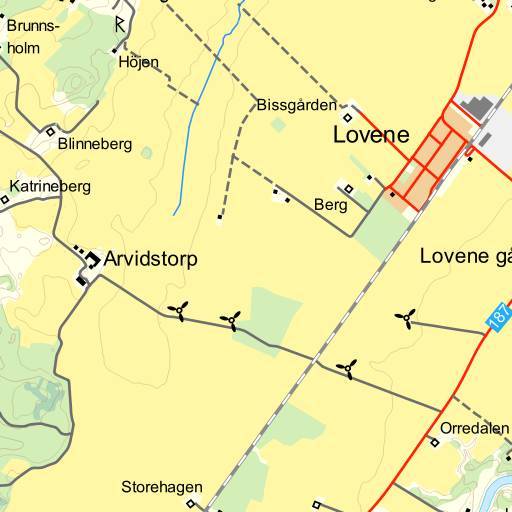 Brunns-
holm
Höjen
Bissgården
Lovene
Blinneberg
Katrineberg
Berg
Arvidstorp
Lovene gå
187
Orredalen
Storehagen